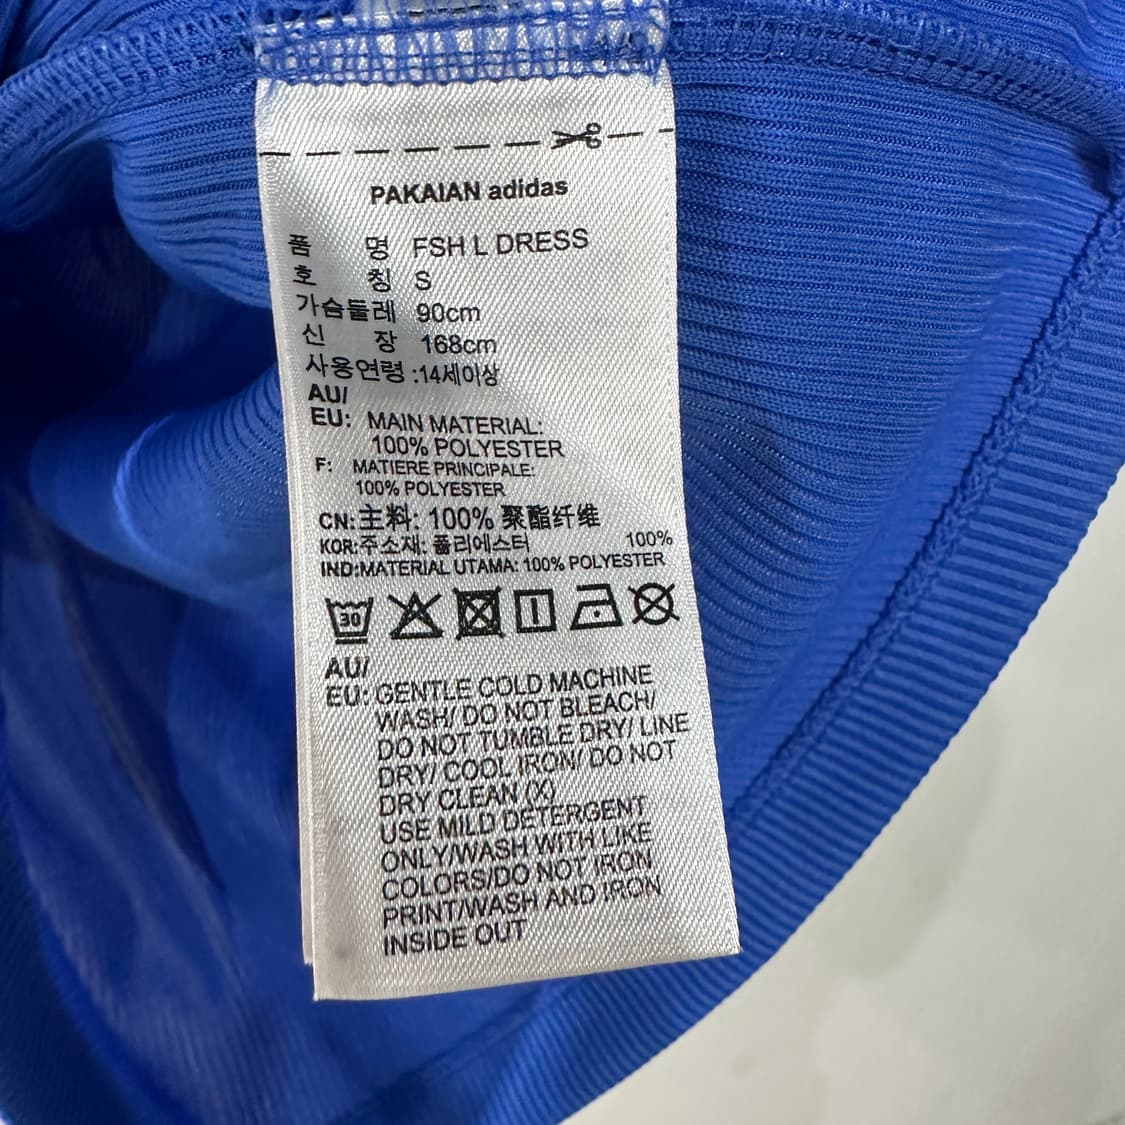 PAKAIAN adidas
품 명 FSH L DRESS
호 칭 S
가슴둘레 90cm
신 장 168cm
사용연령 :14세이상
AU/
EU: MAIN MATERIAL:
100% POLYESTER
F: MATIERE PRINCIPALE:
100% POLYESTER
CN:主料: 100% 聚酯纤维
KOR:주소재: 폴리에스터 100%
IND:MATERIAL UTAMA: 100% POLYESTER
30
AU/
EU: GENTLE COLD MACHINE
WASH/ DO NOT BLEACH/
DO NOT TUMBLE DRY/ LINE
DRY/ COOL IRON/ DO NOT
DRY CLEAN (X)
USE MILD DETERGENT
ONLY/WASH WITH LIKE
COLORS/DO NOT IRON
PRINT/WASH AND IRON
INSIDE OUT